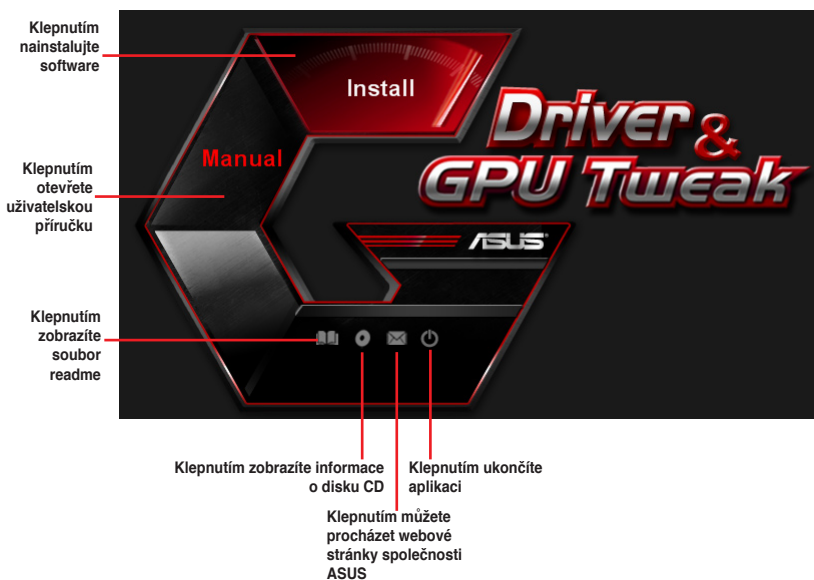 Klepnutím
nainstalujte
software
Install
Driver &
GPU Tweak
Manual
Klepnutím
otevřete
uživatelskou
příručku
ASUS
Klepnutím
zobrazíte
soubor
readme
Klepnutím zobrazíte informace
o disku CD
Klepnutím ukončíte
aplikaci
Klepnutím můžete
procházet webové
stránky společnosti
ASUS